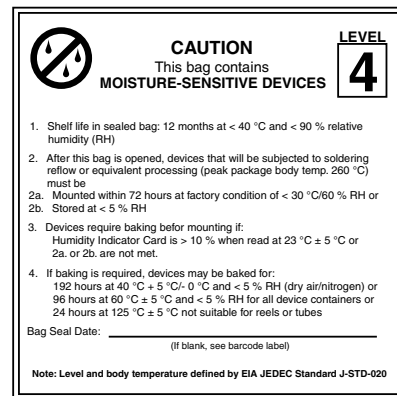 LEVEL
4
CAUTION
This bag contains
MOISTURE-SENSITIVE DEVICES
1. Shelf life in sealed bag: 12 months at < 40 °C and < 90 % relative
humidity (RH)
2. After this bag is opened, devices that will be subjected to soldering
reflow or equivalent processing (peak package body temp. 260 °C)
must be
2a. Mounted within 72 hours at factory condition of < 30 °C/60 % RH or
2b. Stored at < 5 % RH
3. Devices require baking befor mounting if:
Humidity Indicator Card is > 10 % when read at 23 °C ± 5 °C or
2a. or 2b. are not met.
4. If baking is required, devices may be baked for:
192 hours at 40 °C + 5 °C/- 0 °C and < 5 % RH (dry air/nitrogen) or
96 hours at 60 °C ± 5 °C and < 5 % RH for all device containers or
24 hours at 125 °C ± 5 °C not suitable for reels or tubes
Bag Seal Date:
(If blank, see barcode label)
Note: Level and body temperature defined by EIA JEDEC Standard J-STD-020